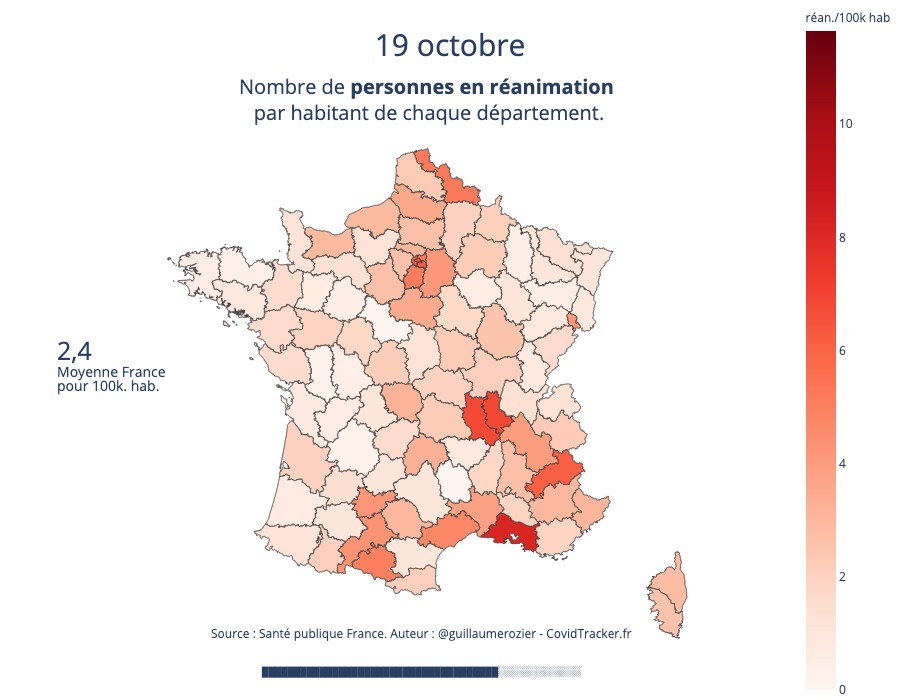 réan./100k hab
19 octobre
Nombre de personnes en réanimation
par habitant de chaque département.
10
8
6
4
2
0
2,4
Moyenne France
pour 100k. hab.
Source : Santé publique France. Auteur : @guillaumerozier - CovidTracker.fr